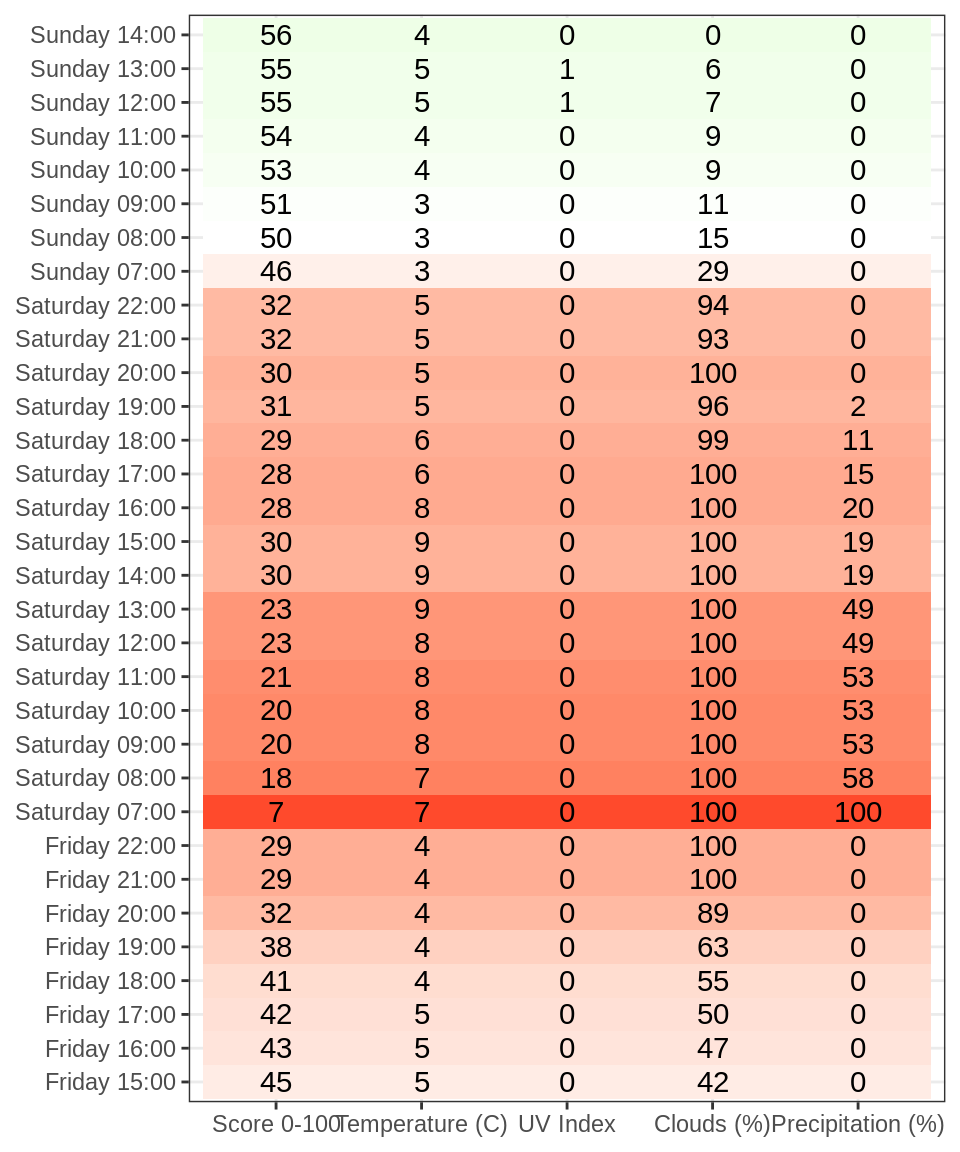 Sunday 14:00 56 4 0 0 0
Sunday 13:00 55 5 1 6 0
Sunday 12:00 55 5 1 7 0
Sunday 11:00 54 4 0 9 0
Sunday 10:00 53 4 0 9 0
Sunday 09:00 51 3 0 11 0
Sunday 08:00 50 3 0 15 0
Sunday 07:00 46 3 0 29 0
Saturday 22:00 32 5 0 94 0
Saturday 21:00 32 5 0 93 0
Saturday 20:00 30 5 0 100 0
Saturday 19:00 31 5 0 96 2
Saturday 18:00 29 6 0 99 11
Saturday 17:00 28 6 0 100 15
Saturday 16:00 28 8 0 100 20
Saturday 15:00 30 9 0 100 19
Saturday 14:00 30 9 0 100 19
Saturday 13:00 23 9 0 100 49
Saturday 12:00 23 8 0 100 49
Saturday 11:00 21 8 0 100 53
Saturday 10:00 20 8 0 100 53
Saturday 09:00 20 8 0 100 53
Saturday 08:00 18 7 0 100 58
Saturday 07:00 7 7 0 100 100
Friday 22:00 29 4 0 100 0
Friday 21:00 29 4 0 100 0
Friday 20:00 32 4 0 89 0
Friday 19:00 38 4 0 63 0
Friday 18:00 41 4 0 55 0
Friday 17:00 42 5 0 50 0
Friday 16:00 43 5 0 47 0
Friday 15:00 45 5 0 42 0
Score 0-100 Temperature (C) UV Index Clouds (%) Precipitation (%)